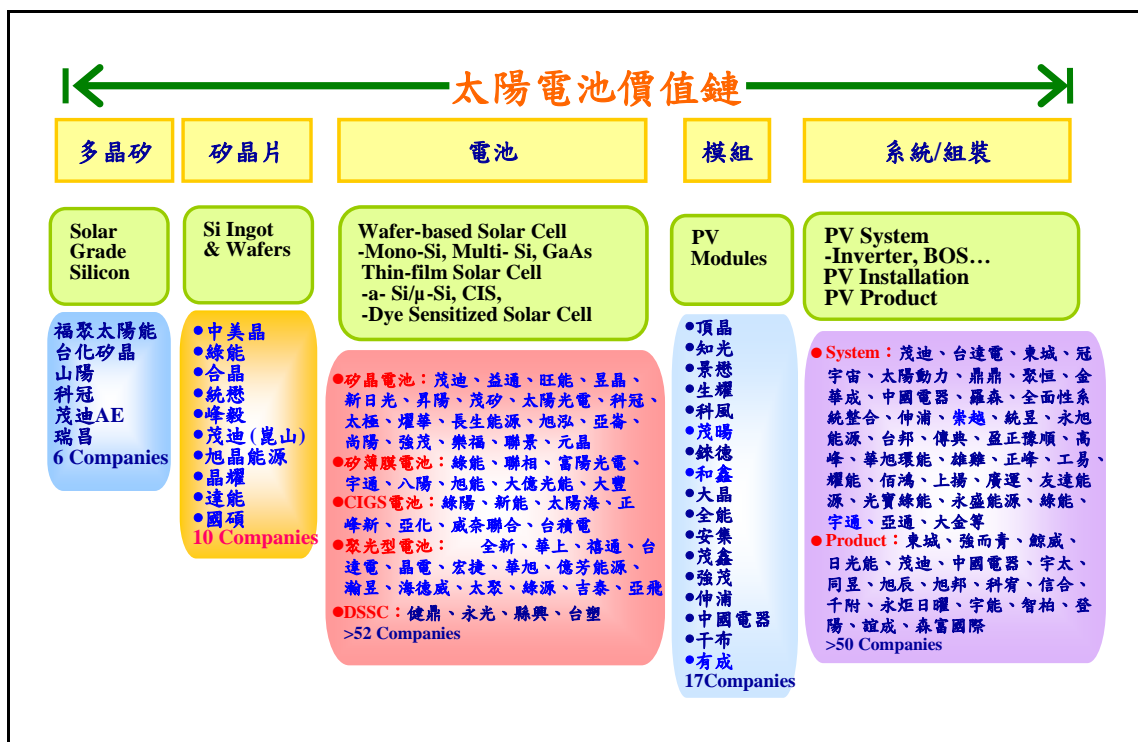 太陽電池價值鏈
多晶矽
矽晶片
電池
模組
系統/組裝
Solar
Grade
Silicon
Si Ingot
& Wafers
Wafer-based Solar Cell
-Mono-Si, Multi- Si, GaAs
Thin-film Solar Cell
-a- Si/µ-Si, CIS,
-Dye Sensitized Solar Cell
PV
Modules
PV System
-Inverter, BOS…
PV Installation
PV Product
福聚太陽能
台化矽晶
山陽
科冠
茂迪AE
瑞昌
6 Companies
●中美晶
●綠能
●合晶
●統懋
●峰毅
●茂迪(崑山)
●旭晶能源
●晶耀
●達能
●國碩
10 Companies
●矽晶電池：茂迪、益通、旺能、昱晶、
新日光、昇陽、茂矽、太陽光電、科冠、
太極、燿華、長生能源、旭泓、亞崙、
尚陽、強茂、樂福、聯景、元晶
●矽薄膜電池：綠能、聯相、富陽光電、
宇通、八陽、旭能、大億光能、大豐
●CIGS電池：綠陽、新能、太陽海、正
峰新、亞化、威奈聯合、台積電
●聚光型電池： 全新、華上、禧通、台
達電、晶電、宏捷、華旭、億芳能源、
瀚昱、海德威、太聚、綠源、吉泰、亞飛
●DSSC：健鼎、永光、縣興、台塑
>52 Companies
●頂晶
●知光
●景懋
●生耀
●科風
●茂暘
●錸德
●和鑫
●大晶
●全能
●安集
●茂鑫
●強茂
●仲浦
●中國電器
●干布
●有成
17Companies
●System：茂迪、台達電、東城、冠
宇宙、太陽動力、鼎鼎、聚恒、金
華成、中國電器、羅森、全面性系
統整合、伸浦、崇越、統昱、永旭
能源、台邦、傳典、盈正豫順、高
峰、華旭環能、雄雞、正峰、工易、
耀能、佰鴻、上揚、廣運、友達能
源、光寶綠能、永盛能源、綠能、
宇通、亞通、大金等
●Product：東城、強而青、鯨威、
日光能、茂迪、中國電器、宇太、
同昱、旭辰、旭邦、科宥、信合、
千附、永炬日曜、宇能、智柏、登
陽、誼成、森富國際
>50 Companies